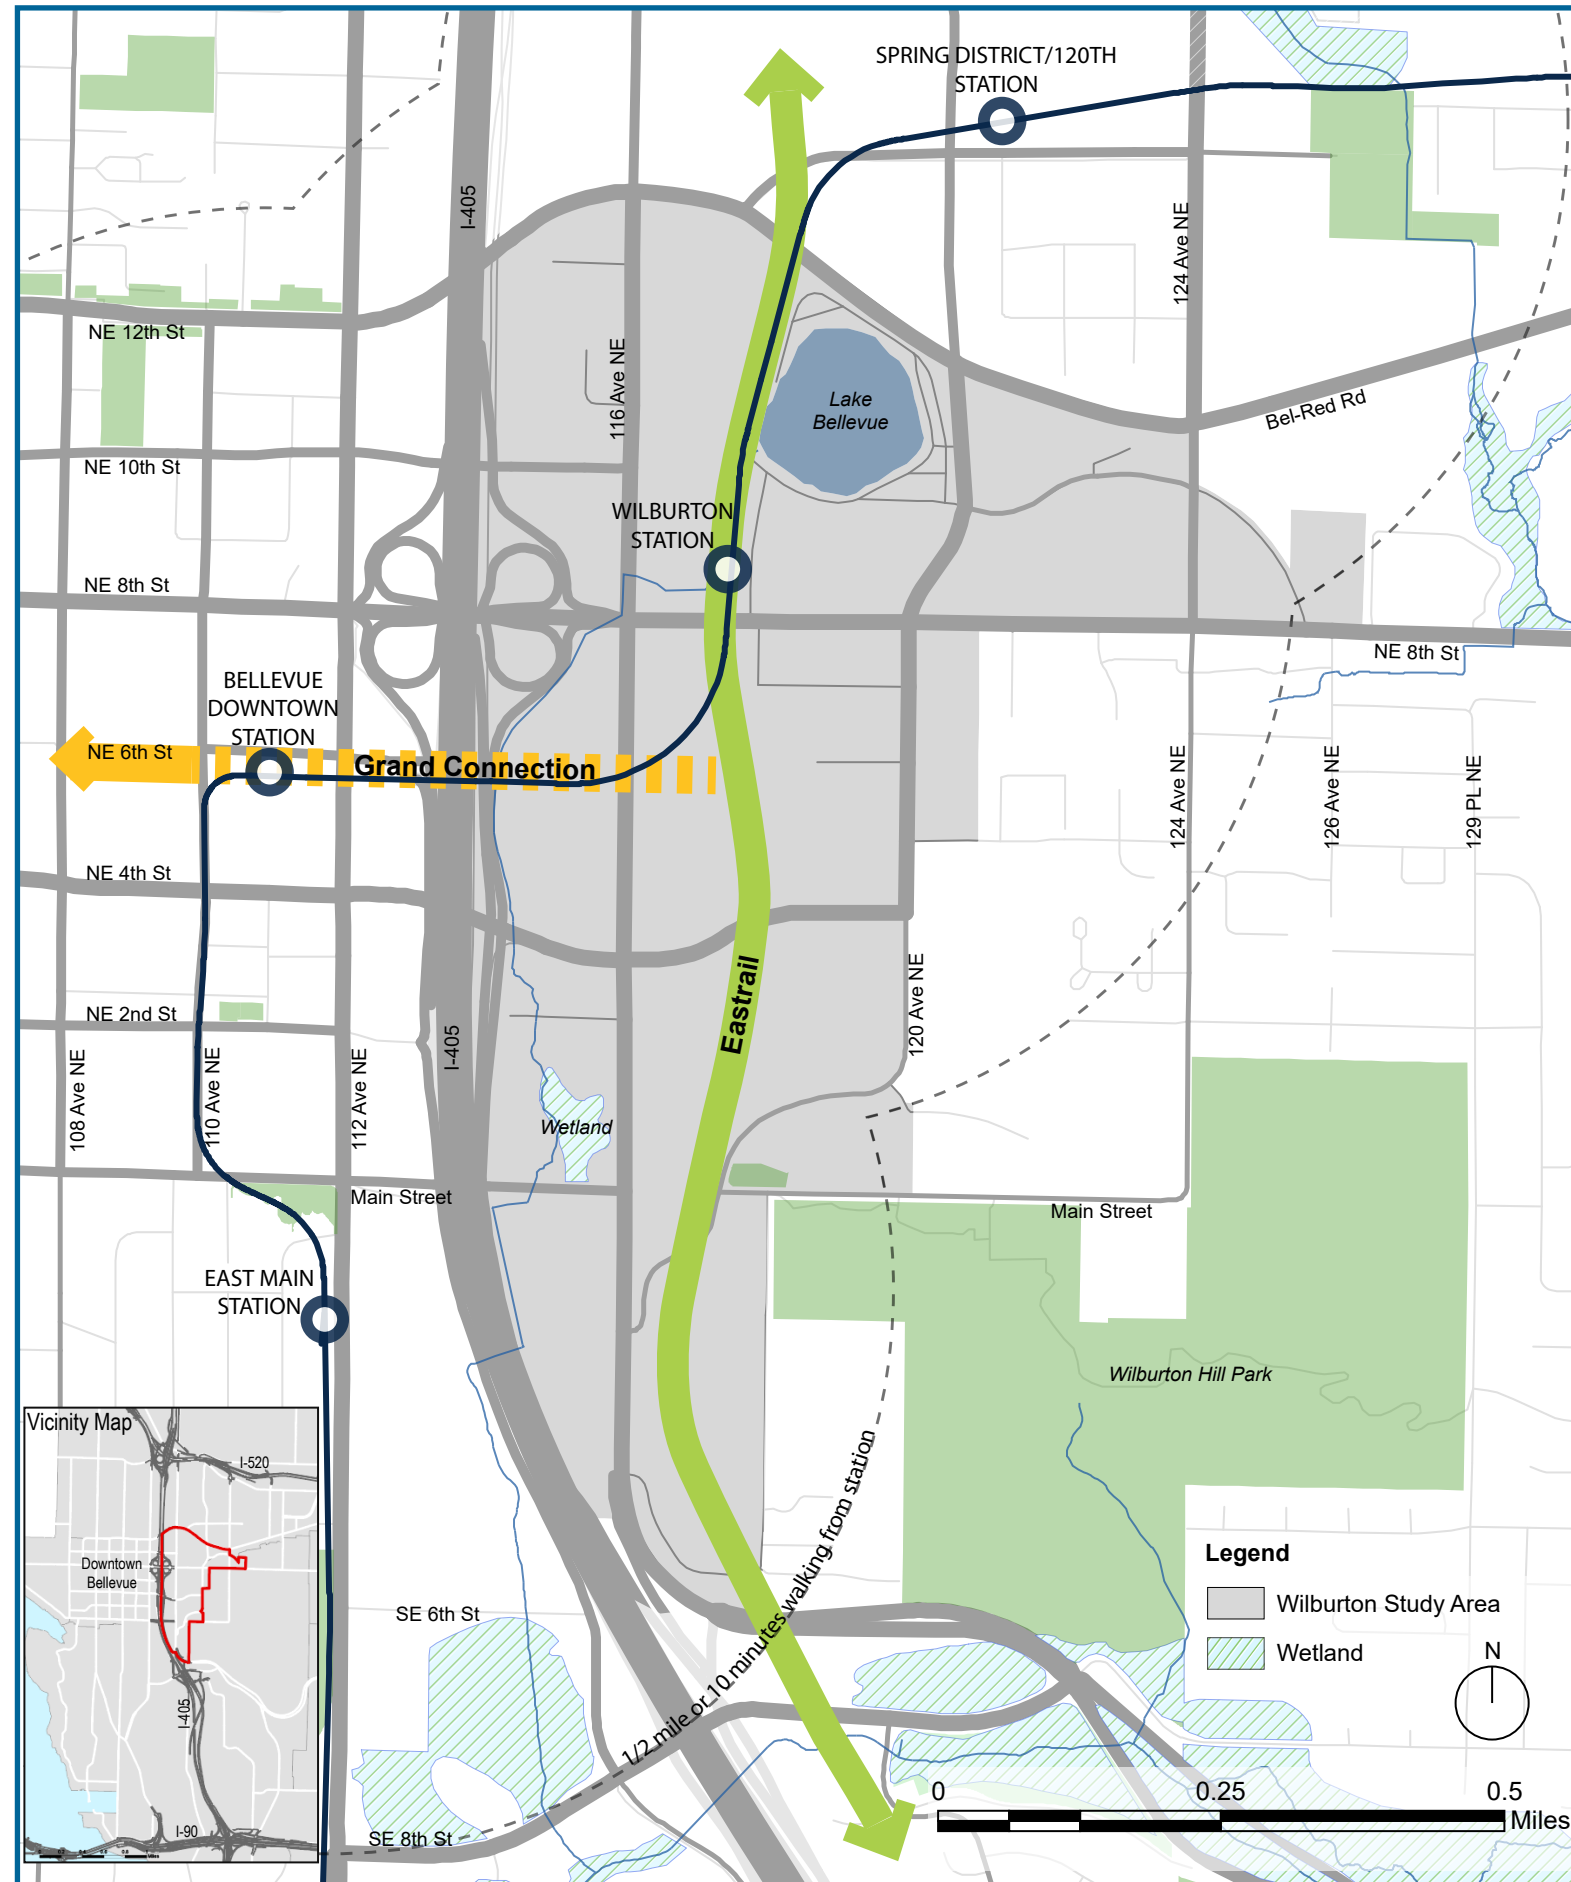 SPRING DISTRICT/120TH
STATION
I-405
124 Ave NE
NE 12th St
116 Ave NE
Lake
Bellevue
Bel-Red Rd
NE 10th St
WILBURTON
STATION
NE 8th St
NE 8th St
BELLEVUE
DOWNTOWN
STATION
NE 6th St
Grand Connection
124 Ave NE
126 Ave NE
129 PL NE
NE 4th St
Eastrail
120 Ave NE
NE 2nd St
I-405
108 Ave NE
110 Ave NE
112 Ave NE
Wetland
Main Street
Main Street
EAST MAIN
STATION
Wilburton Hill Park
Vicinity Map
I-520
Downtown
Bellevue
I-405
I-90
1/2 mile or 10 minutes walking from station
SE 6th St
SE 8th St
Legend
Wilburton Study Area
Wetland
N
0 0.25 0.5
Miles